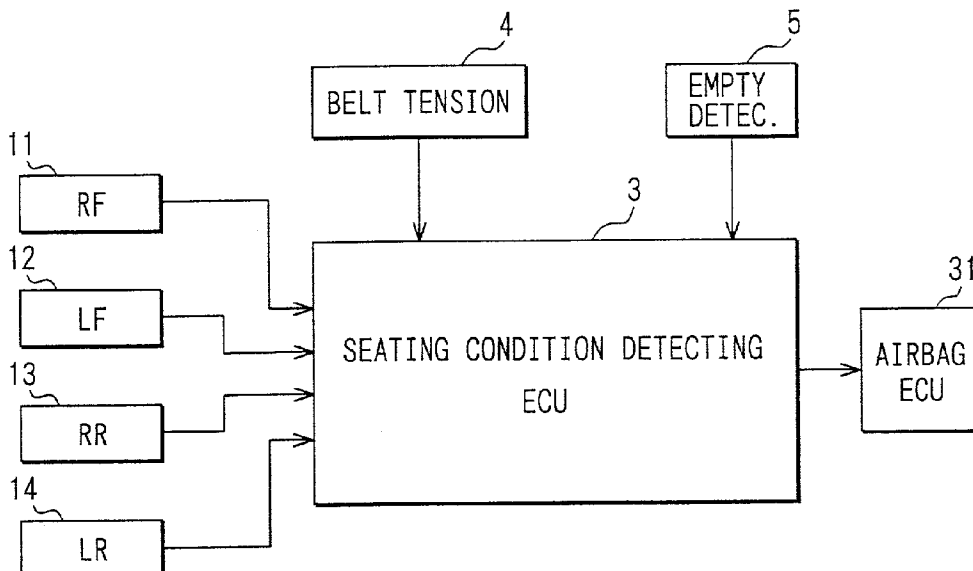 4
BELT TENSION
5
EMPTY
DETEC.
11
RF
12
LF
13
RR
14
LR
3
SEATING CONDITION DETECTING
ECU
31
AIRBAG
ECU